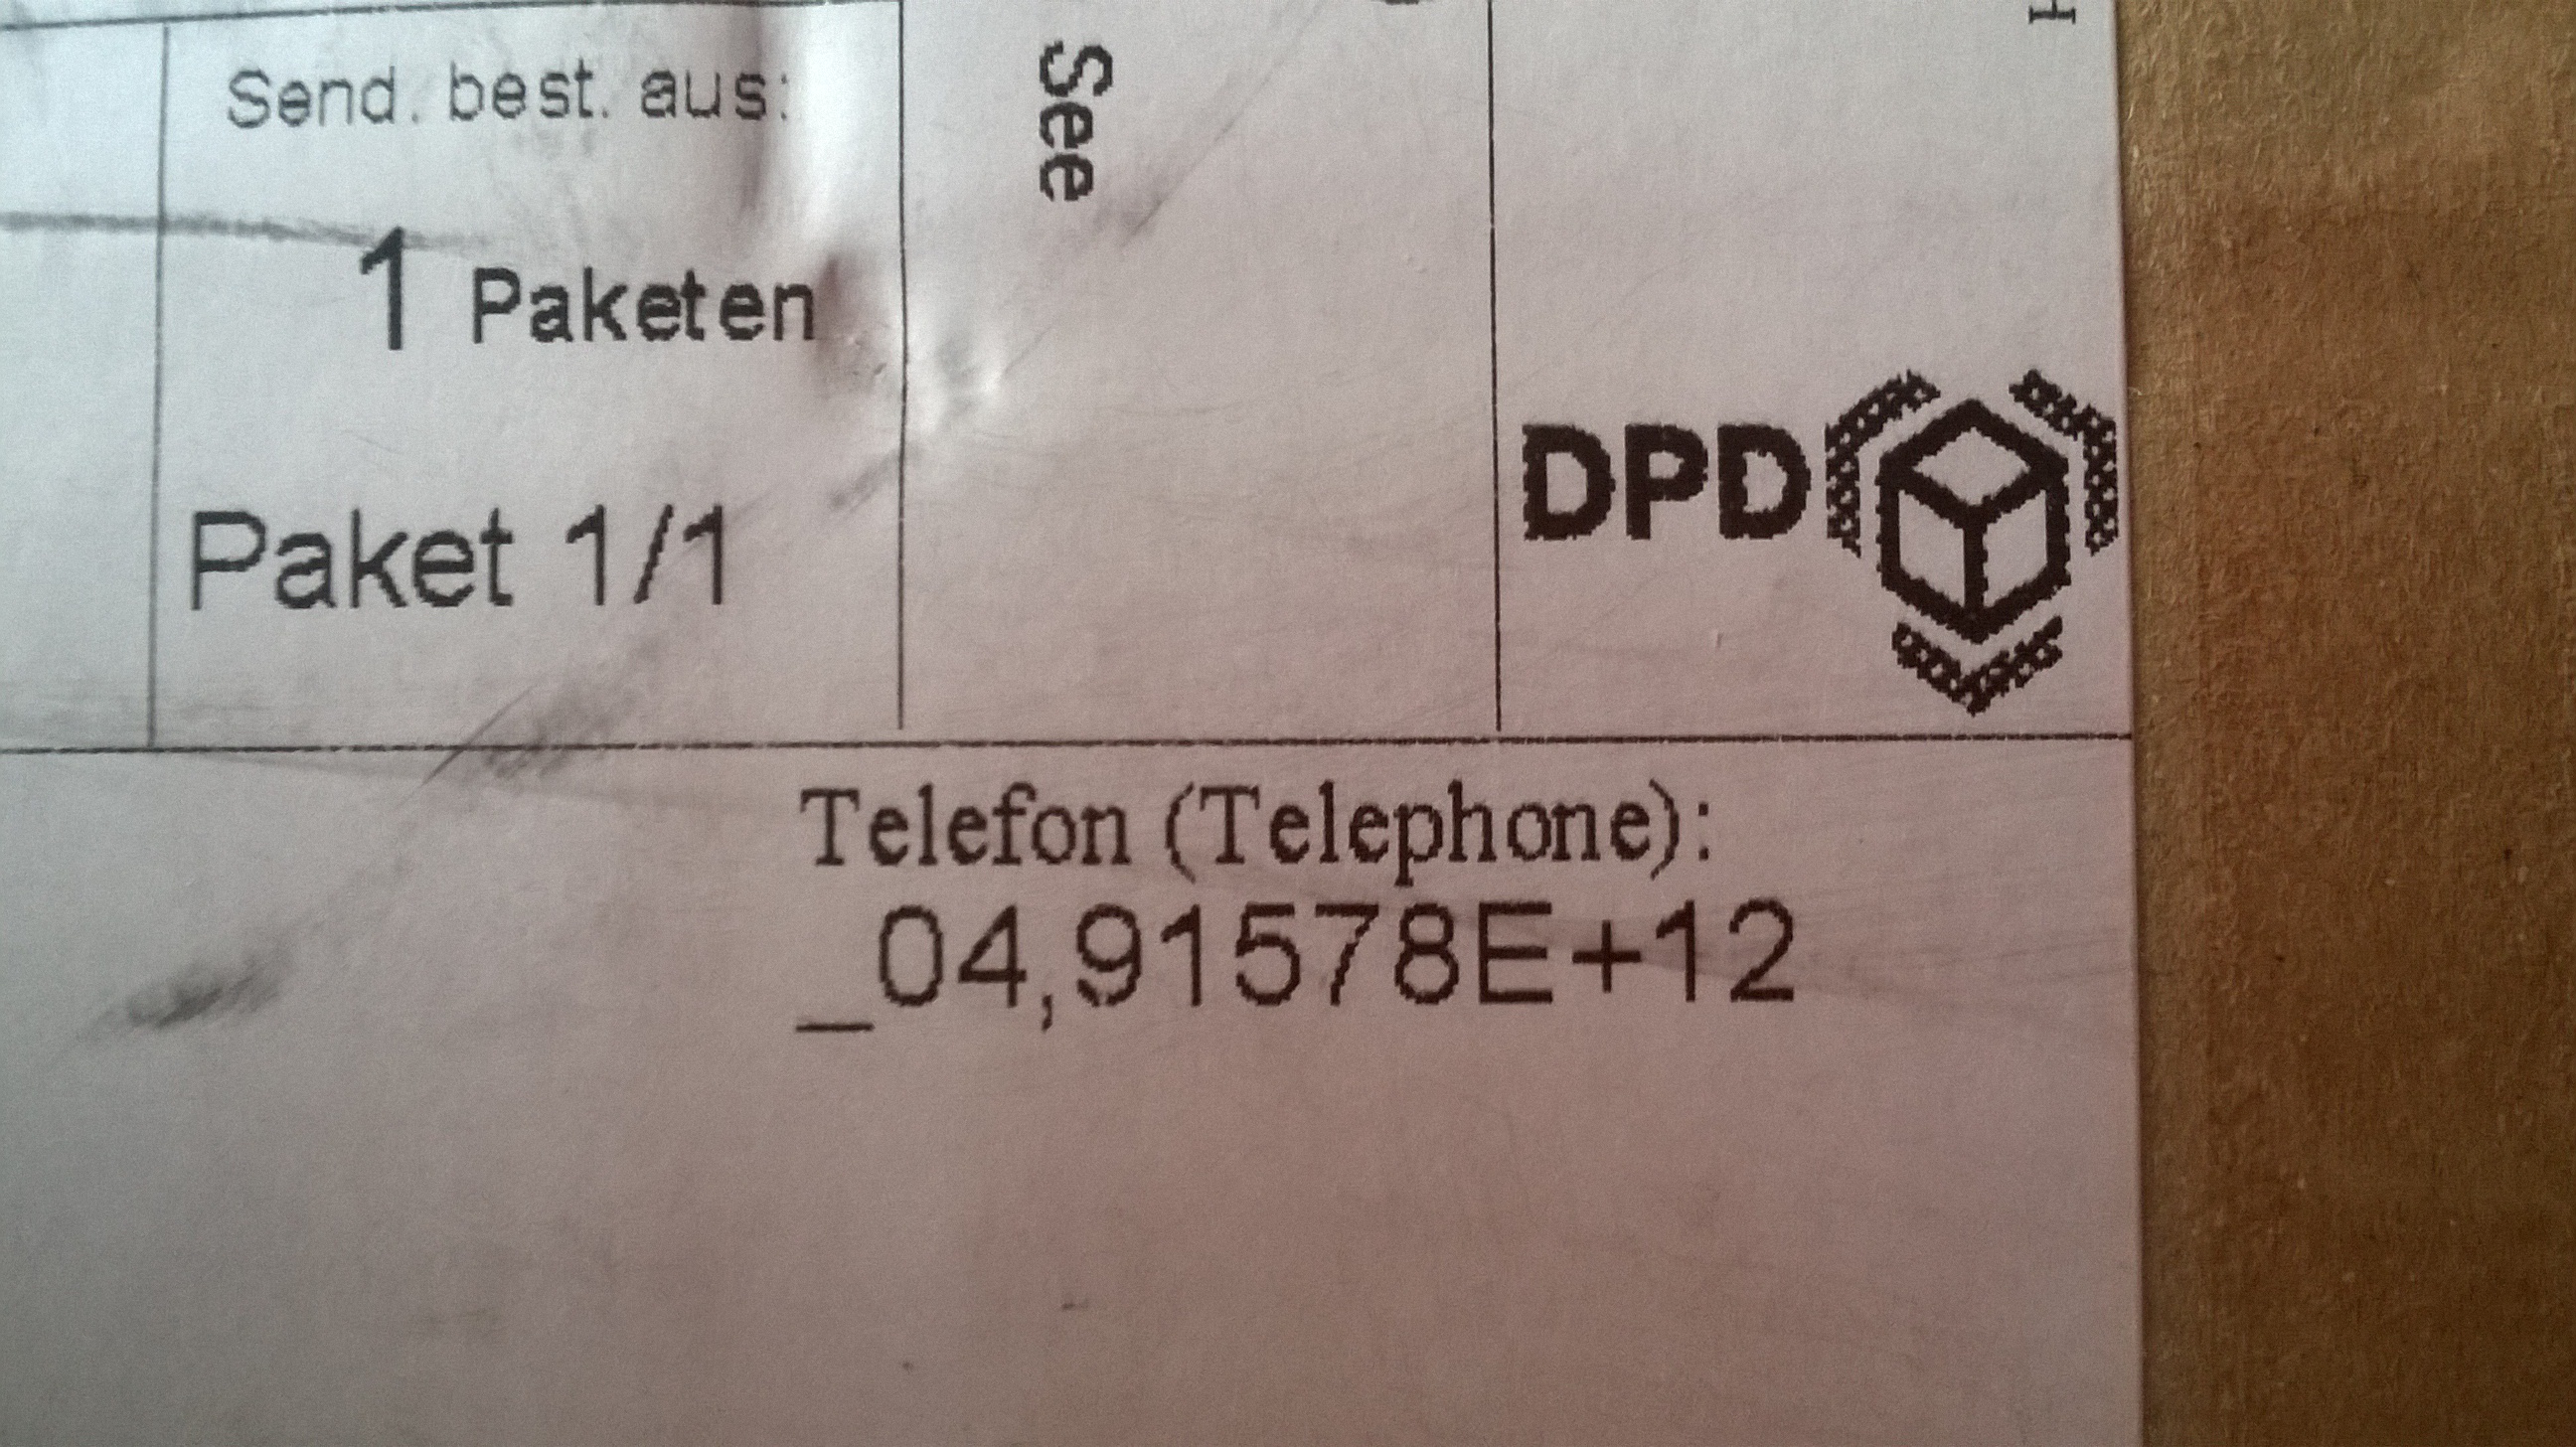 Send. best. aus:
1 Paketen
Paket 1/1
See
H
DPD
Telefon (Telephone):
_04,91578E+12